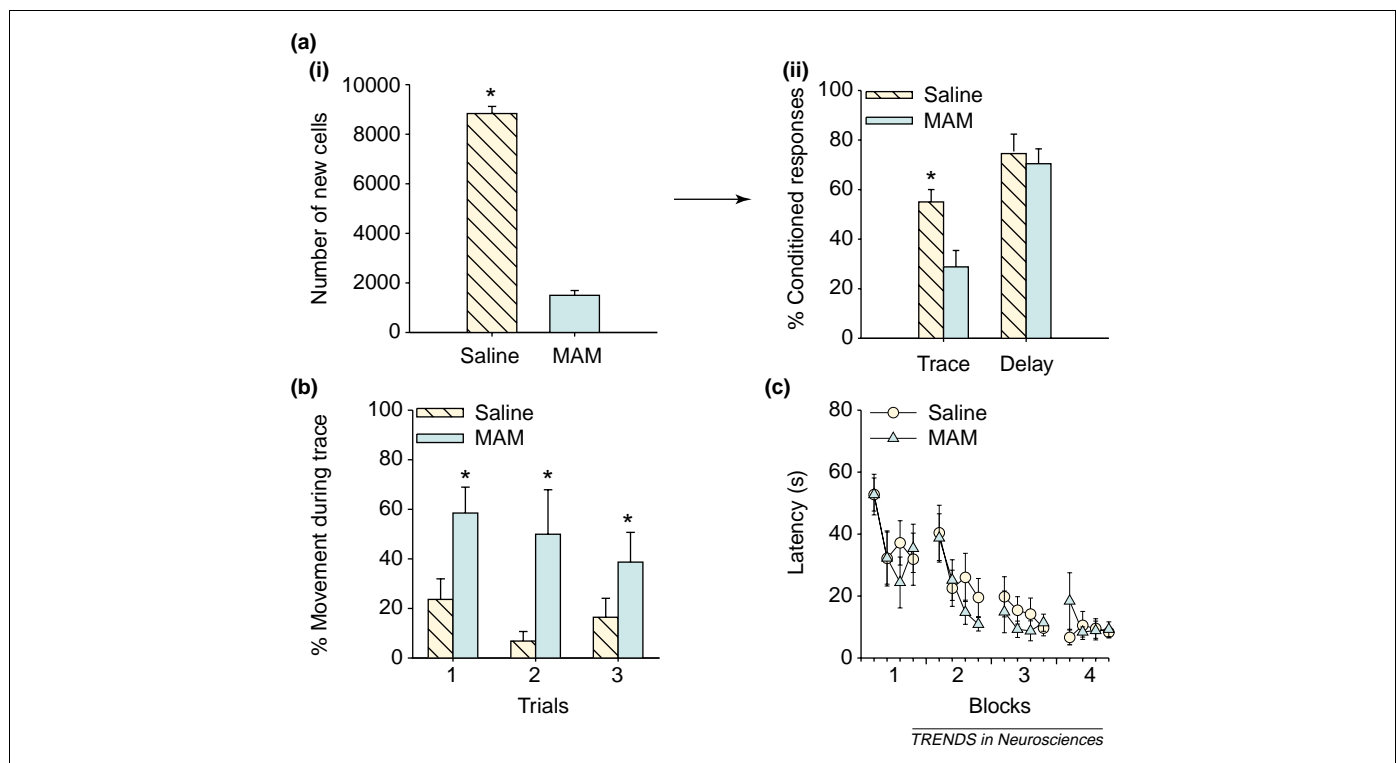 (a)
(i)
Number of new cells
10000
8000
6000
4000
2000
0
*
Saline
MAM
(ii)
% Conditioned responses
100
80
60
40
20
0
Saline
MAM
*
Trace
Delay
(b)
% Movement during trace
100
80
60
40
20
0
Saline
MAM
*
*
*
1
2
3
Trials
(c)
Latency (s)
80
60
40
20
0
Saline
MAM
1
2
3
4
Blocks
TRENDS in Neurosciences